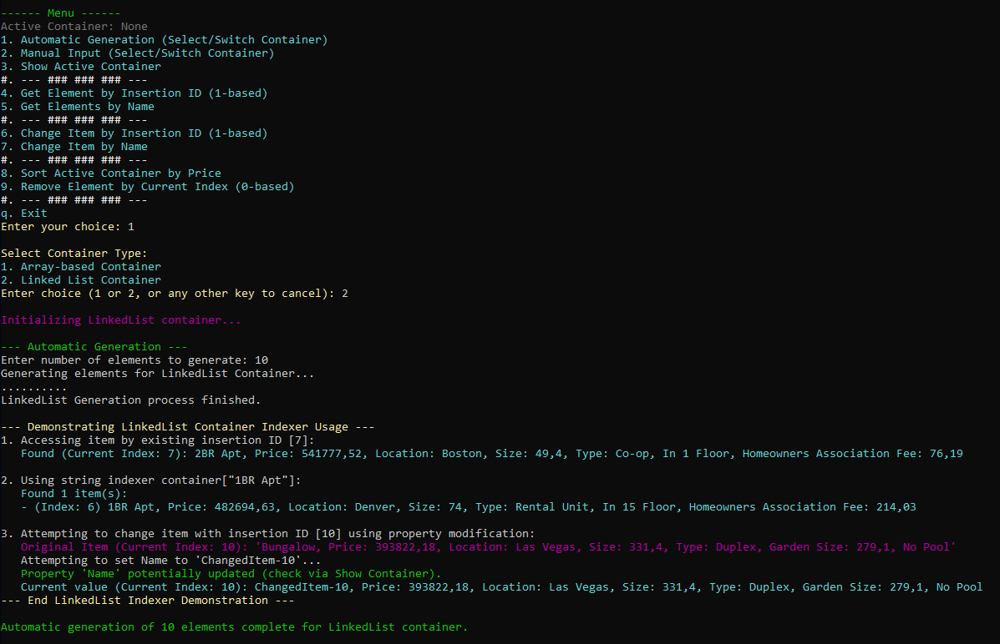 ------ Menu ------
Active Container: None
1. Automatic Generation (Select/Switch Container)
2. Manual Input (Select/Switch Container)
3. Show Active Container
#. --- ### ### ### ---
4. Get Element by Insertion ID (1-based)
5. Get Elements by Name
#. --- ### ### ### ---
6. Change Item by Insertion ID (1-based)
7. Change Item by Name
#. --- ### ### ### ---
8. Sort Active Container by Price
9. Remove Element by Current Index (0-based)
#. --- ### ### ### ---
q. Exit
Enter your choice: 1
Select Container Type:
1. Array-based Container
2. Linked List Container
Enter choice (1 or 2, or any other key to cancel): 2
Initializing LinkedList container...
--- Automatic Generation ---
Enter number of elements to generate: 10
Generating elements for LinkedList Container...
..........
LinkedList Generation process finished.
--- Demonstrating LinkedList Container Indexer Usage ---
1. Accessing item by existing insertion ID [7]:
Found (Current Index: 7): 2BR Apt, Price: 541777,52, Location: Boston, Size: 49,4, Type: Co-op, In 1 Floor, Homeowners Association Fee: 76,19
2. Using string indexer container["1BR Apt"]:
Found 1 item(s):
- (Index: 6) 1BR Apt, Price: 482694,63, Location: Denver, Size: 74, Type: Rental Unit, In 15 Floor, Homeowners Association Fee: 214,03
3. Attempting to change item with insertion ID [10] using property modification:
Original Item (Current Index: 10): 'Bungalow, Price: 393822,18, Location: Las Vegas, Size: 331,4, Type: Duplex, Garden Size: 279,1, No Pool'
Attempting to set Name to 'ChangedItem-10'...
Property 'Name' potentially updated (check via Show Container).
Current value (Current Index: 10): ChangedItem-10, Price: 393822,18, Location: Las Vegas, Size: 331,4, Type: Duplex, Garden Size: 279,1, No Pool
--- End LinkedList Indexer Demonstration ---
Automatic generation of 10 elements complete for LinkedList container.